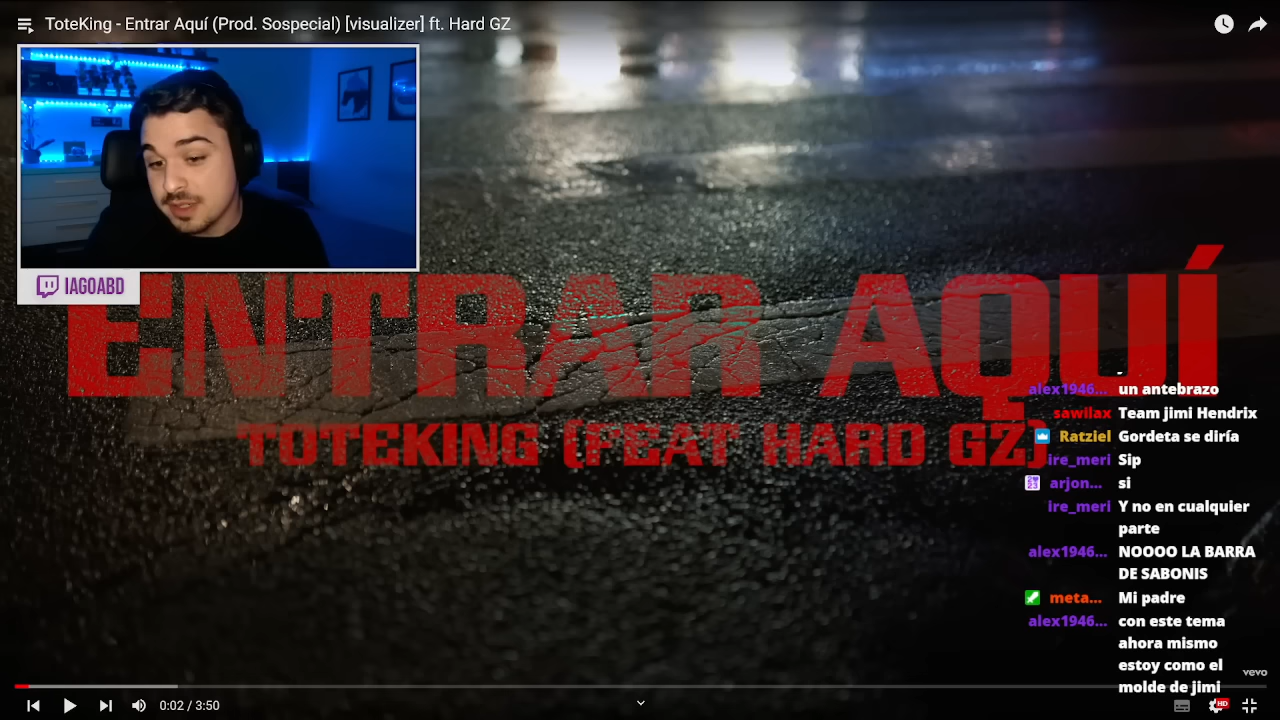 ToteKing - Entrar Aquí (Prod. Sospecial) [visualizer] ft. Hard GZ
IAGOABD
ENTRAR AQUÍ
TOTEKING (FEAT HARD GZ)
alex1946... un antebrazo
sawilax Team jimi Hendrix
Ratziel Gordeta se diría
ire_meri Sip
arjon... si
ire_meri Y no en cualquier
parte
alex1946... NOOOO LA BARRA
DE SABONIS
meta... Mi padre
alex1946... con este tema
ahora mismo
estoy como el
molde de jimi
vevo
0:02 / 3:50
HD